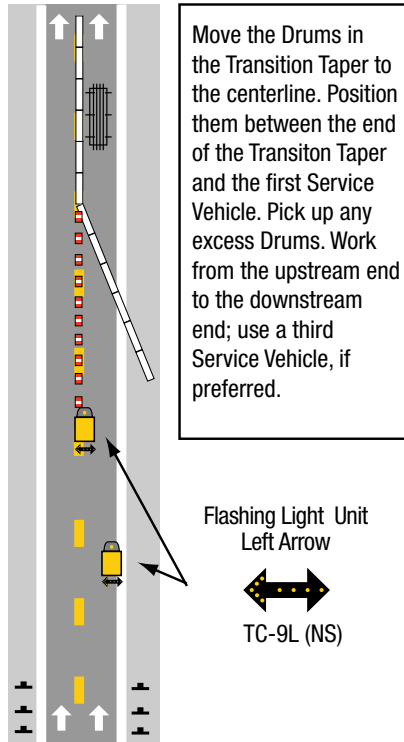 Move the Drums in
the Transition Taper to
the centerline. Position
them between the end
of the Transiton Taper
and the first Service
Vehicle. Pick up any
excess Drums. Work
from the upstream end
to the downstream
end; use a third
Service Vehicle, if
preferred.
Flashing Light Unit
Left Arrow
TC-9L (NS)